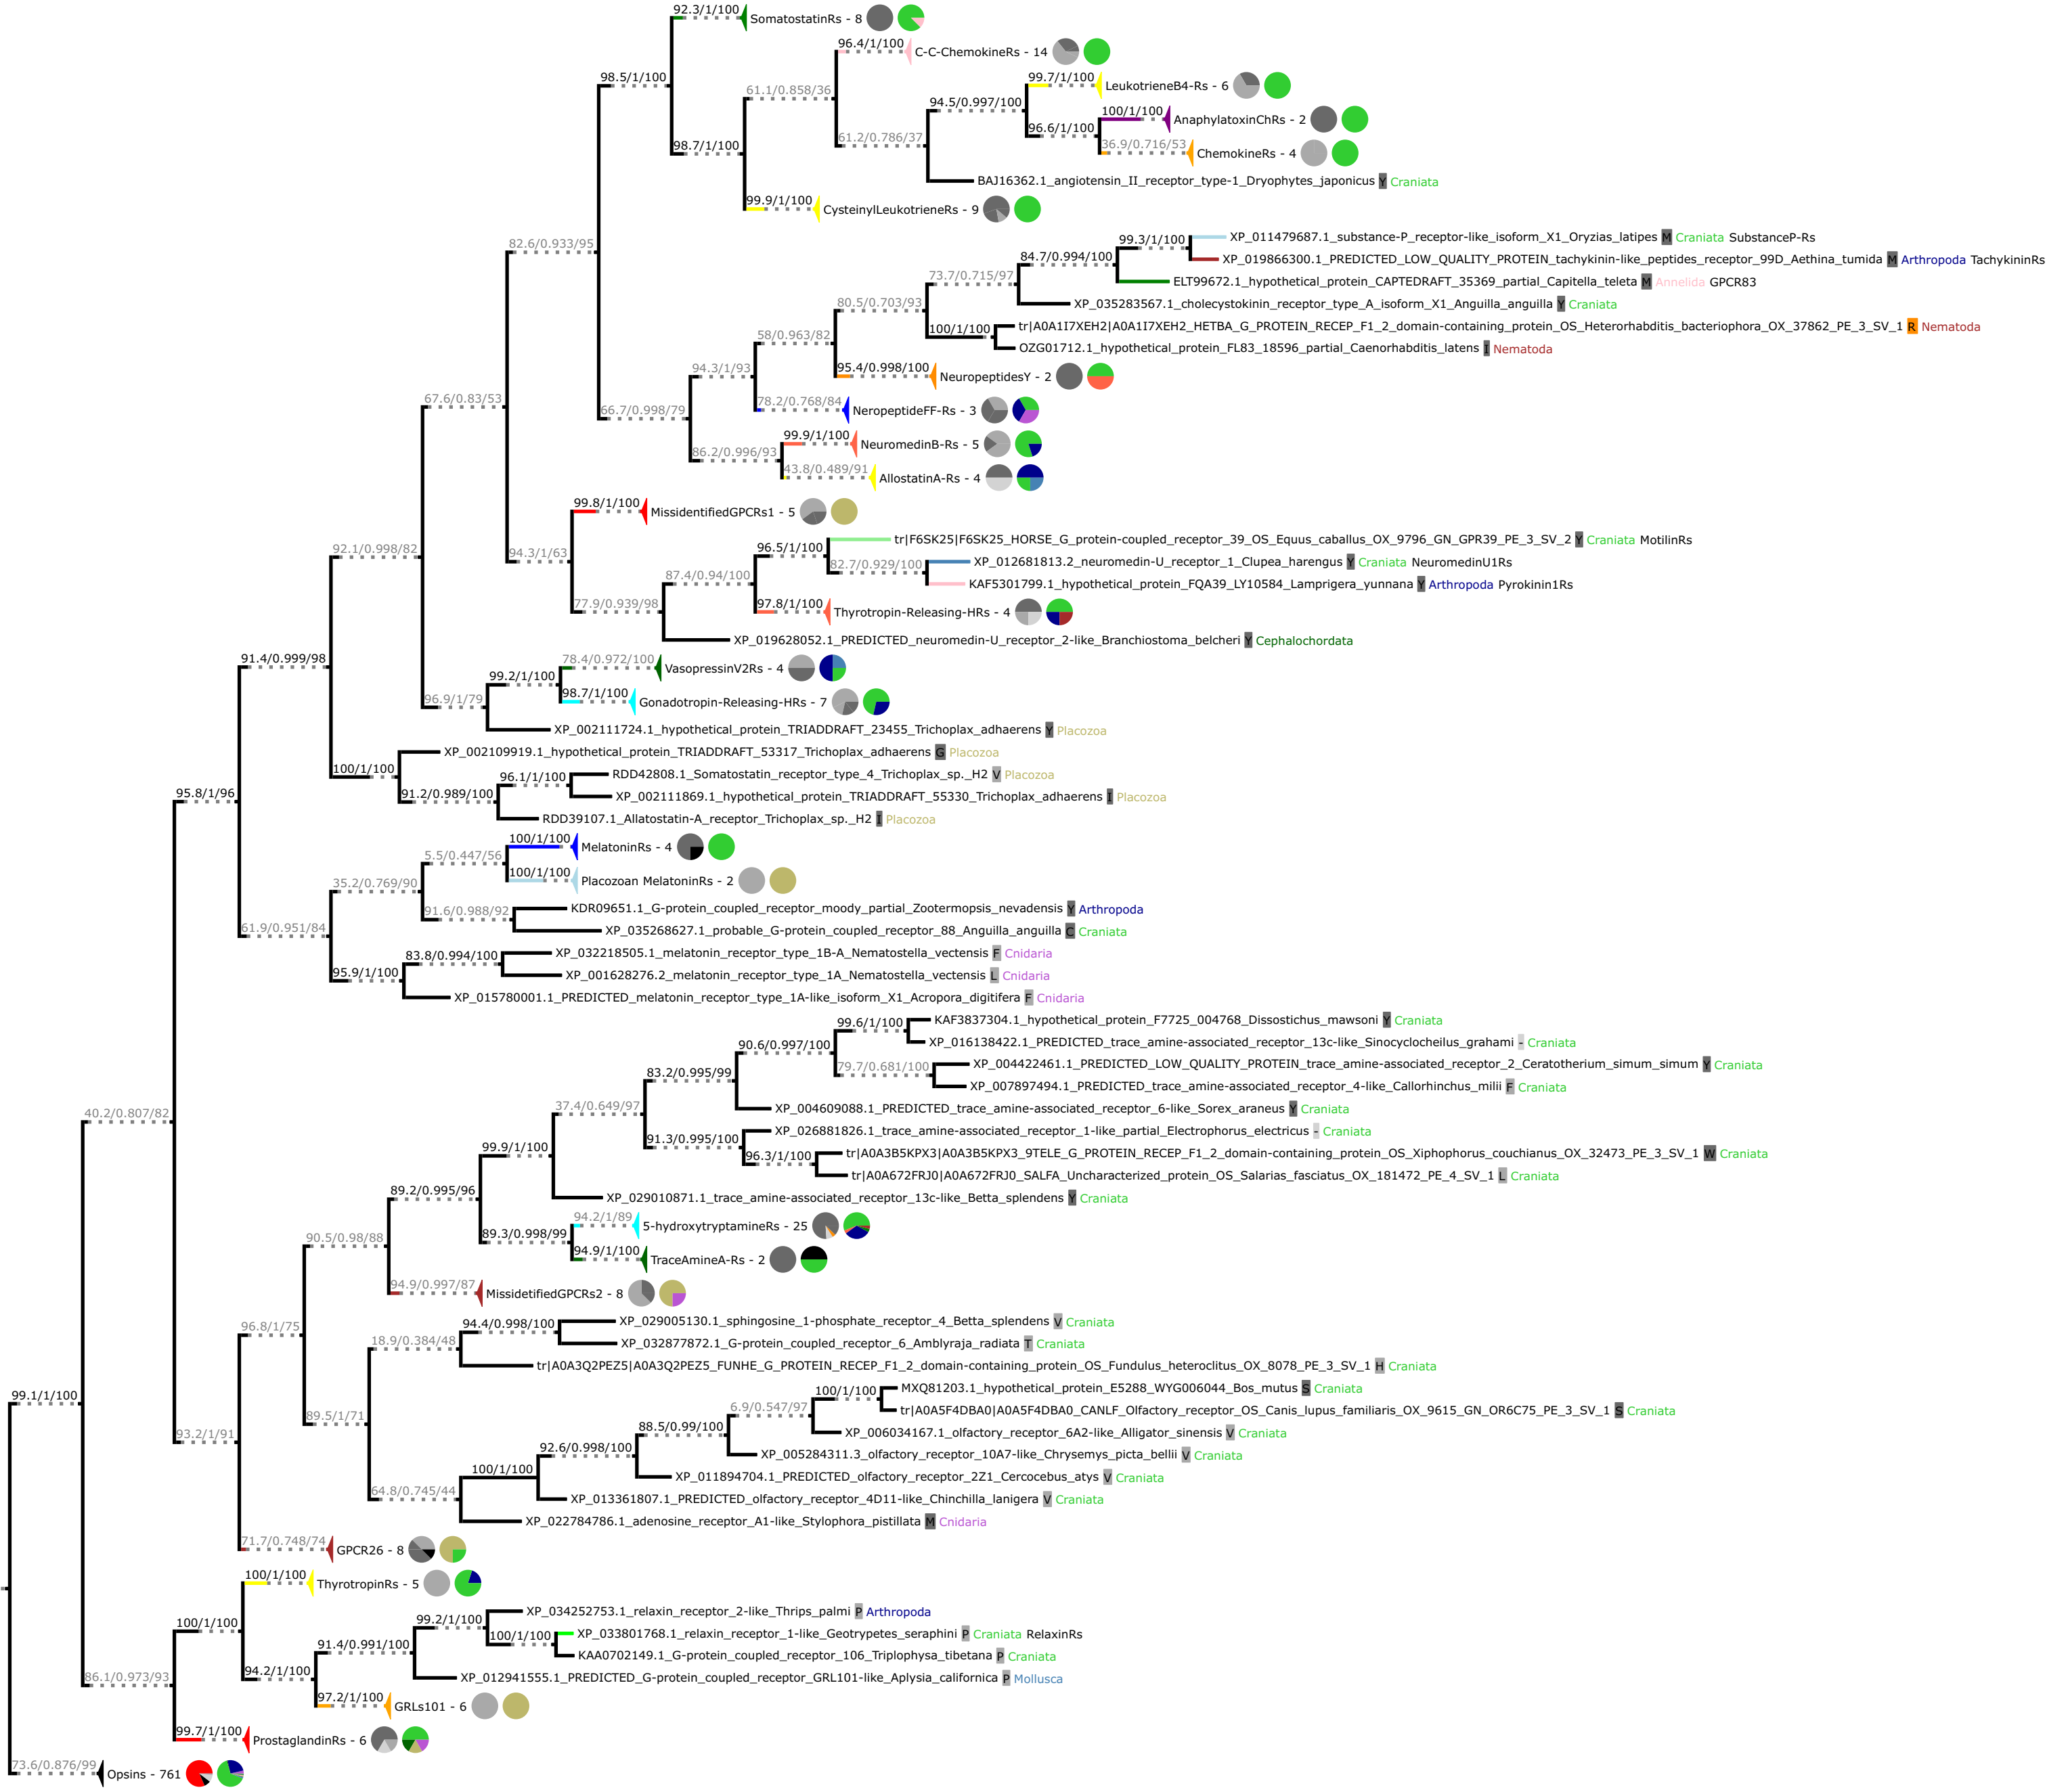 92.3/1/100 SomatostatinRs - 8
96.4/1/100 C-C-ChemokineRs - 14
98.5/1/100
99.7/1/100 LeukotrieneB4-Rs - 6
61.1/0.858/36
94.5/0.997/100
100/1/100 AnaphylatoxinChRs - 2
96.6/1/100
61.2/0.786/37
98.7/1/100
36.9/0.716/53 ChemokineRs - 4
BAJ16362.1_angiotensin_II_receptor_type-1_Dryophytes_japonicus Y Craniata
99.9/1/100 CysteinylLeukotrieneRs - 9
XP_011479687.1_substance-P_receptor-like_isoform_X1_Oryzias_latipes M Craniata SubstanceP-Rs
99.3/1/100
82.6/0.933/95
XP_019866300.1_PREDICTED_LOW_QUALITY_PROTEIN_tachykinin-like_peptides_receptor_99D_Aethina_tumida M Arthropoda TachykininRs
84.7/0.994/100
73.7/0.715/97
ELT99672.1_hypothetical_protein_CAPTEDRAFT_35369_partial_Capitella_teleta M Annelida GPCR83
80.5/0.703/93
XP_035283567.1_cholecystokinin_receptor_type_A_isoform_X1_Anguilla_anguilla Y Craniata
tr|A0A1I7XEH2|A0A1I7XEH2_HETBA_G_PROTEIN_RECEP_F1_2_domain-containing_protein_OS_Heterorhabditis_bacteriophora_OX_37862_PE_3_SV_1 R Nematoda
100/1/100
58/0.963/82
OZG01712.1_hypothetical_protein_FL83_18596_partial_Caenorhabditis_latens I Nematoda
94.3/1/93
95.4/0.998/100 NeuropeptidesY - 2
67.6/0.83/53
78.2/0.768/84 NeropeptideFF-Rs - 3
66.7/0.998/79
99.9/1/100 NeuromedinB-Rs - 5
86.2/0.996/93
43.8/0.489/91 AllostatinA-Rs - 4
99.8/1/100 MissidentifiedGPCRs1 - 5
tr|F6SK25|F6SK25_HORSE_G_protein-coupled_receptor_39_OS_Equus_caballus_OX_9796_GN_GPR39_PE_3_SV_2 Y Craniata MotilinRs
96.5/1/100
92.1/0.998/82
94.3/1/63
82.7/0.929/100
XP_012681813.2_neuromedin-U_receptor_1_Clupea_harengus Y Craniata NeuromedinU1Rs
87.4/0.94/100
KAF5301799.1_hypothetical_protein_FQA39_LY10584_Lamprigera_yunnana Y Arthropoda Pyrokinin1Rs
77.9/0.939/98
97.8/1/100 Thyrotropin-Releasing-HRs - 4
XP_019628052.1_PREDICTED_neuromedin-U_receptor_2-like_Branchiostoma_belcheri Y Cephalochordata
91.4/0.999/98
78.4/0.972/100 VasopressinV2Rs - 4
99.2/1/100
98.7/1/100 Gonadotropin-Releasing-HRs - 7
96.9/1/79
XP_002111724.1_hypothetical_protein_TRIADDRAFT_23455_Trichoplax_adhaerens Y Placozoa
XP_002109919.1_hypothetical_protein_TRIADDRAFT_53317_Trichoplax_adhaerens G Placozoa
100/1/100
96.1/1/100
RDD42808.1_Somatostatin_receptor_type_4_Trichoplax_sp._H2 V Placozoa
95.8/1/96
91.2/0.989/100
XP_002111869.1_hypothetical_protein_TRIADDRAFT_55330_Trichoplax_adhaerens I Placozoa
RDD39107.1_Allatostatin-A_receptor_Trichoplax_sp._H2 I Placozoa
100/1/100 MelatoninRs - 4
5.5/0.447/56
100/1/100 Placozoan MelatoninRs - 2
35.2/0.769/90
KDR09651.1_G-protein_coupled_receptor_moody_partial_Zootermopsis_nevadensis Y Arthropoda
91.6/0.988/92
61.9/0.951/84
XP_035268627.1_probable_G-protein_coupled_receptor_88_Anguilla_anguilla C Craniata
XP_032218505.1_melatonin_receptor_type_1B-A_Nematostella_vectensis F Cnidaria
83.8/0.994/100
95.9/1/100
XP_001628276.2_melatonin_receptor_type_1A_Nematostella_vectensis L Cnidaria
XP_015780001.1_PREDICTED_melatonin_receptor_type_1A-like_isoform_X1_Acropora_digitifera F Cnidaria
KAF3837304.1_hypothetical_protein_F7725_004768_Dissostichus_mawsoni Y Craniata
99.6/1/100
90.6/0.997/100
XP_016138422.1_PREDICTED_trace_amine-associated_receptor_13c-like_Sinocyclocheilus_grahami - Craniata
XP_004422461.1_PREDICTED_LOW_QUALITY_PROTEIN_trace_amine-associated_receptor_2_Ceratotherium_simum_simum Y Craniata
79.7/0.681/100
83.2/0.995/99
XP_007897494.1_PREDICTED_trace_amine-associated_receptor_4-like_Callorhinchus_milii F Craniata
40.2/0.807/82
37.4/0.649/97
XP_004609088.1_PREDICTED_trace_amine-associated_receptor_6-like_Sorex_araneus Y Craniata
XP_026881826.1_trace_amine-associated_receptor_1-like_partial_Electrophorus_electricus - Craniata
91.3/0.995/100
99.9/1/100
96.3/1/100
tr|A0A3B5KPX3|A0A3B5KPX3_9TELE_G_PROTEIN_RECEP_F1_2_domain-containing_protein_OS_Xiphophorus_couchianus_OX_32473_PE_3_SV_1 W Craniata
tr|A0A672FRJ0|A0A672FRJ0_SALFA_Uncharacterized_protein_OS_Salarias_fasciatus_OX_181472_PE_4_SV_1 L Craniata
89.2/0.995/96
XP_029010871.1_trace_amine-associated_receptor_13c-like_Betta_splendens Y Craniata
94.2/1/89 5-hydroxytryptamineRs - 25
89.3/0.998/99
90.5/0.98/88
94.9/1/100 TraceAmineA-Rs - 2
94.9/0.997/87 MissidetifiedGPCRs2 - 8
XP_029005130.1_sphingosine_1-phosphate_receptor_4_Betta_splendens V Craniata
94.4/0.998/100
96.8/1/75
18.9/0.384/48
XP_032877872.1_G-protein_coupled_receptor_6_Amblyraja_radiata T Craniata
tr|A0A3Q2PEZ5|A0A3Q2PEZ5_FUNHE_G_PROTEIN_RECEP_F1_2_domain-containing_protein_OS_Fundulus_heteroclitus_OX_8078_PE_3_SV_1 H Craniata
99.1/1/100
100/1/100
MXQ81203.1_hypothetical_protein_E5288_WYG006044_Bos_mutus S Craniata
89.5/1/71
6.9/0.547/97
tr|A0A5F4DBA0|A0A5F4DBA0_CANLF_Olfactory_receptor_OS_Canis_lupus_familiaris_OX_9615_GN_OR6C75_PE_3_SV_1 S Craniata
88.5/0.99/100
93.2/1/91
XP_006034167.1_olfactory_receptor_6A2-like_Alligator_sinensis V Craniata
92.6/0.998/100
XP_005284311.3_olfactory_receptor_10A7-like_Chrysemys_picta_bellii V Craniata
100/1/100
XP_011894704.1_PREDICTED_olfactory_receptor_2Z1_Cercocebus_atys V Craniata
64.8/0.745/44
XP_013361807.1_PREDICTED_olfactory_receptor_4D11-like_Chinchilla_lanigera V Craniata
XP_022784786.1_adenosine_receptor_A1-like_Stylophora_pistillata M Cnidaria
71.7/0.748/74 GPCR26 - 8
100/1/100 ThyrotropinRs - 5
XP_034252753.1_relaxin_receptor_2-like_Thrips_palmi P Arthropoda
99.2/1/100
100/1/100
100/1/100
XP_033801768.1_relaxin_receptor_1-like_Geotrypetes_seraphini P Craniata RelaxinRs
91.4/0.991/100
KAA0702149.1_G-protein_coupled_receptor_106_Triplophysa_tibetana P Craniata
94.2/1/100
86.1/0.973/93
XP_012941555.1_PREDICTED_G-protein_coupled_receptor_GRL101-like_Aplysia_californica P Mollusca
97.2/1/100 GRLs101 - 6
99.7/1/100 ProstaglandinRs - 6
73.6/0.876/99 Opsins - 761